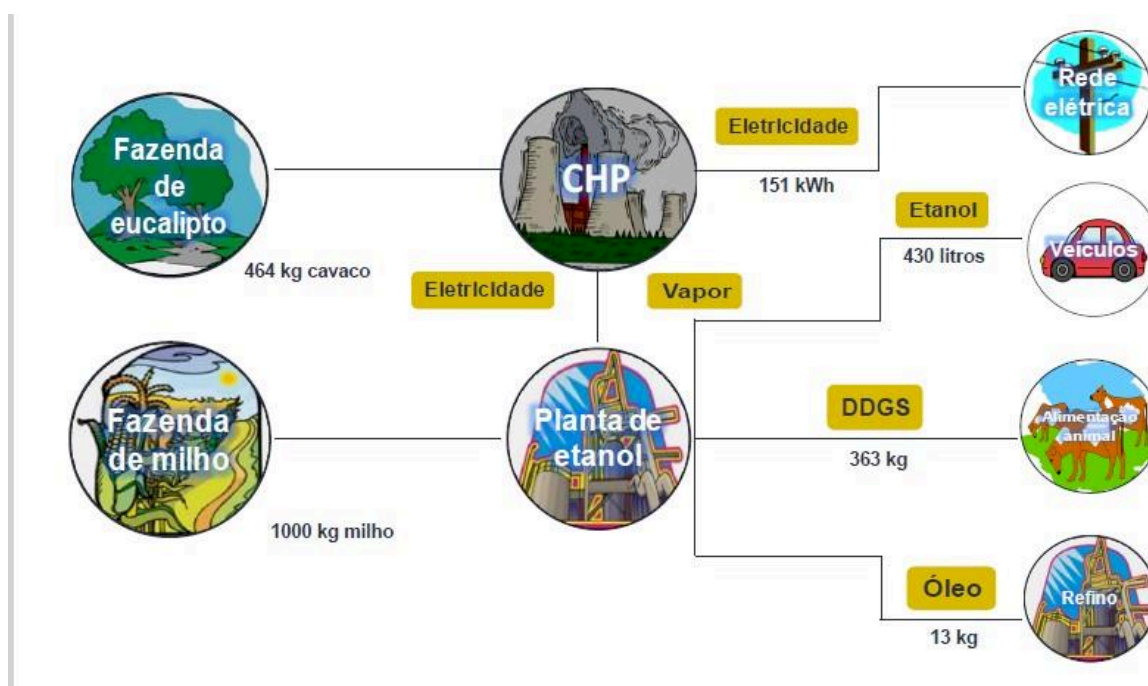 Rede
elétrica
Eletricidade
151 kWh
Fazenda
de
eucalipto
CHP
464 kg cavaco
Etanol
430 litros
Veículos
Eletricidade
Vapor
Fazenda
de milho
1000 kg milho
Planta de
etanol
DDGS
363 kg
Alimentação
animal
Óleo
13 kg
Refino